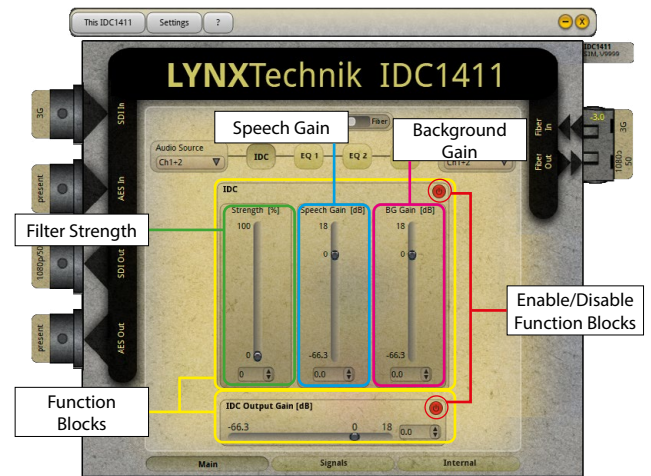 This IDC1411
Settings
?
IDC1411
SIM, V9999
LYNXTechnik IDC1411
3G
SDI In
present
AES In
1080p/50
SDI Out
present
AES Out
Fiber In
-3.0
3G
Fiber Out
1080p
50
Speech Gain
Background
Gain
Fiber
Audio Source
Ch1+2
IDC
EQ 1
EQ 2
Ch1+2
IDC
Filter Strength
Strength [%]
100
0
0
Speech Gain [dB]
18
0
-66.3
0.0
BG Gain [dB]
18
0
-66.3
0.0
Enable/Disable
Function Blocks
Function
Blocks
IDC Output Gain [dB]
-66.3
0
18
0.0
Main
Signals
Internal